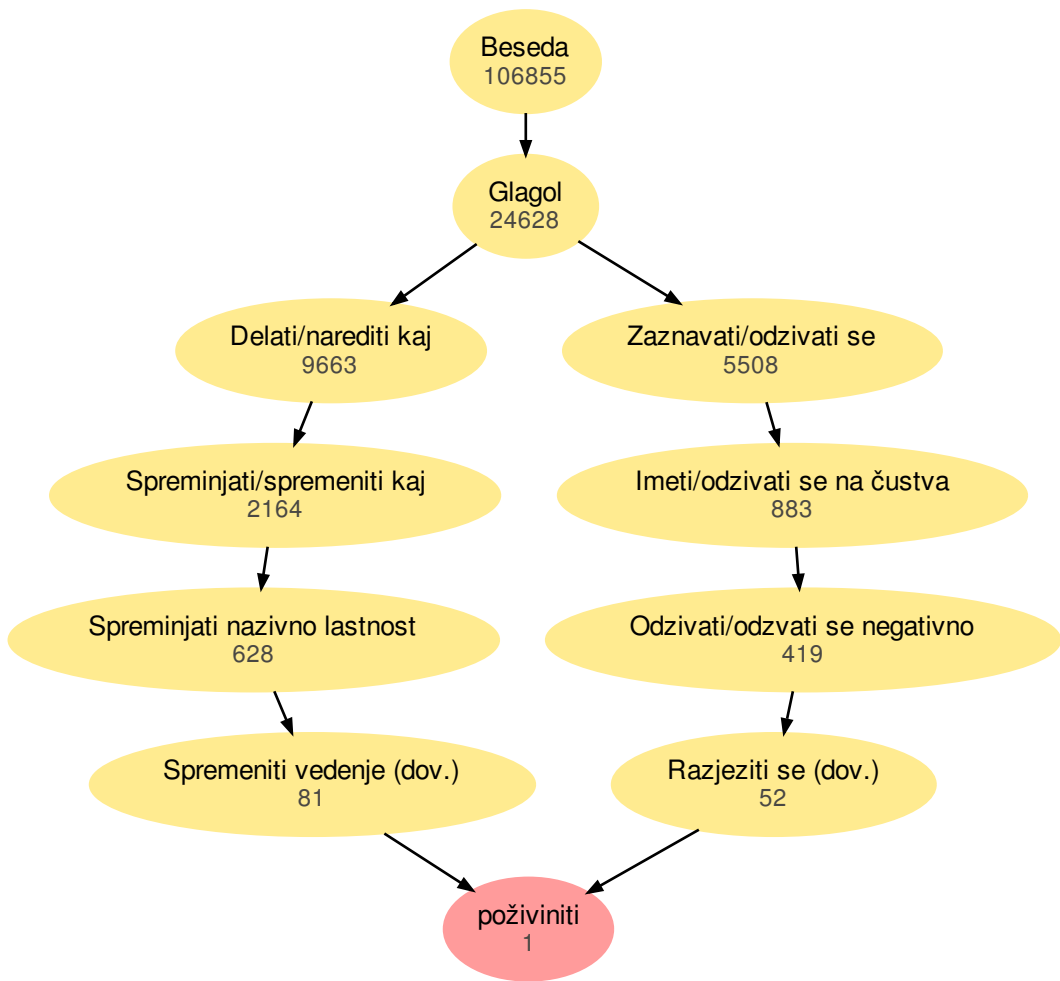 Beseda
106855
Glagol
24628
Delati/narediti kaj
9663
Zaznavati/odzivati se
5508
Spreminjati/spremeniti kaj
2164
Imeti/odzivati se na čustva
883
Spreminjati nazivno lastnost
628
Odzivati/odzvati se negativno
419
Spremeniti vedenje (dov.)
81
Razjeziti se (dov.)
52
poživiniti
1